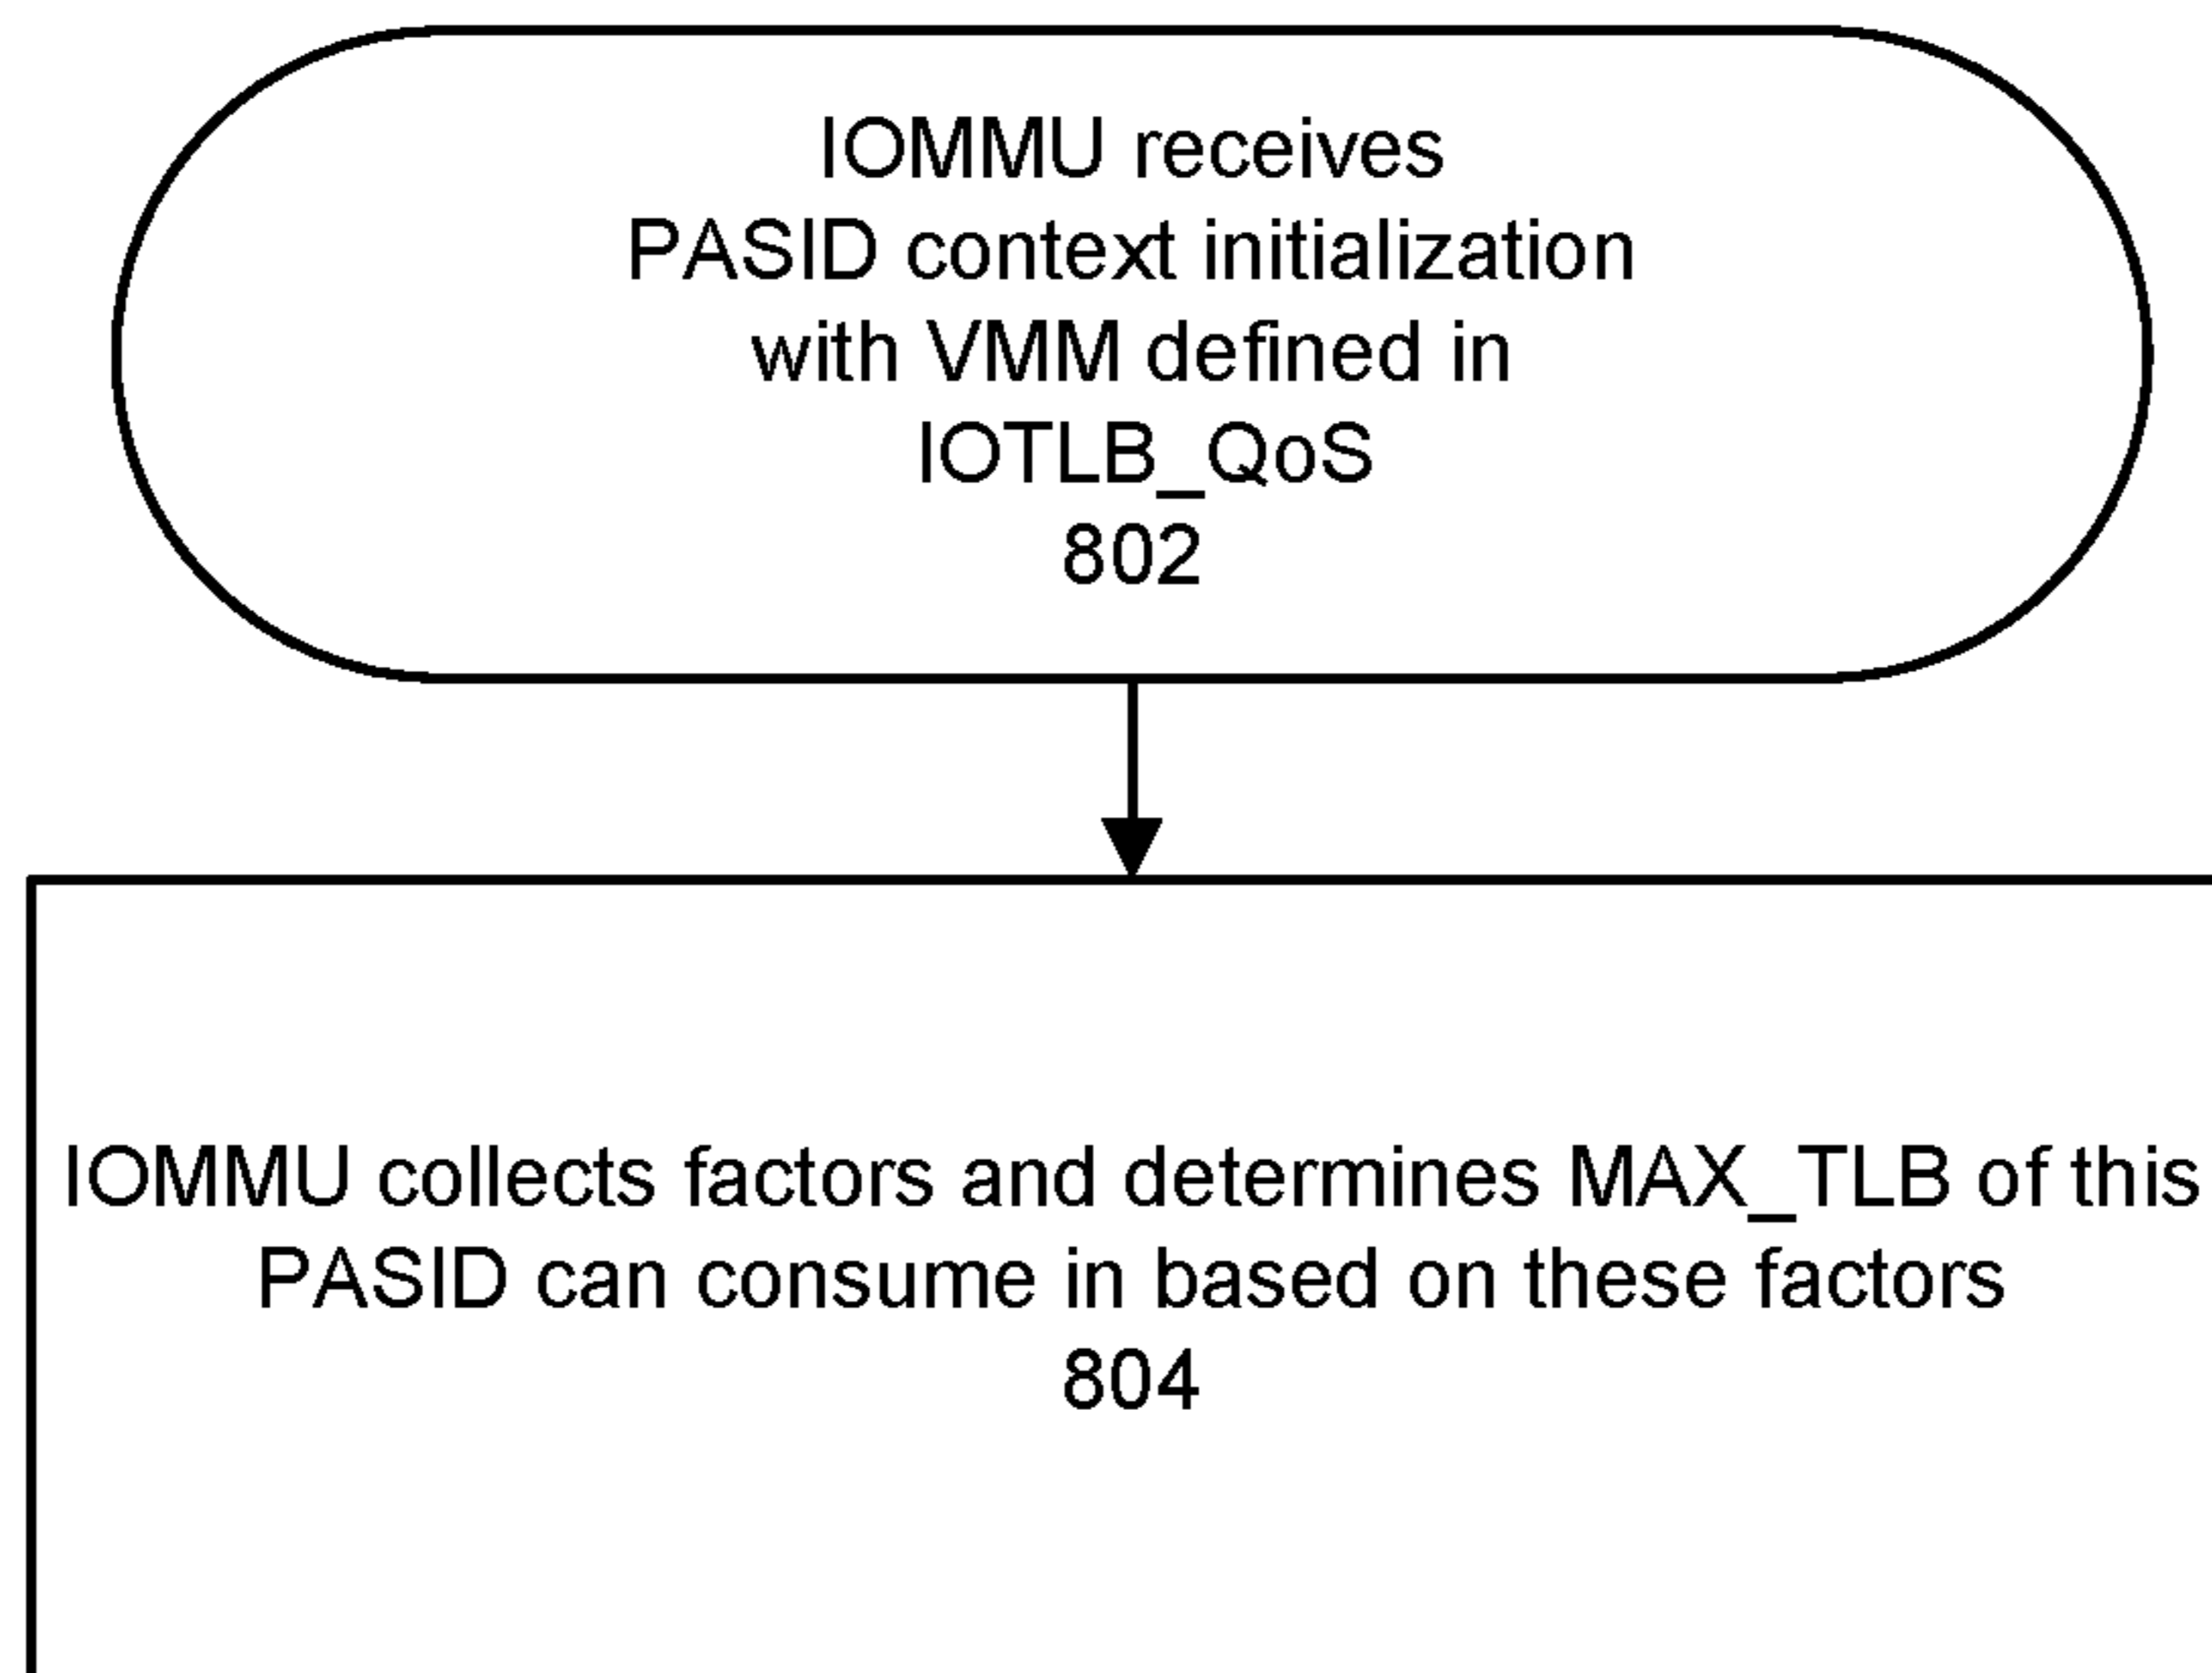 IOMMU receives
PASID context initialization
with VMM defined in
IOTLB_QoS
802
IOMMU collects factors and determines MAX_TLB of this
PASID can consume in based on these factors
804